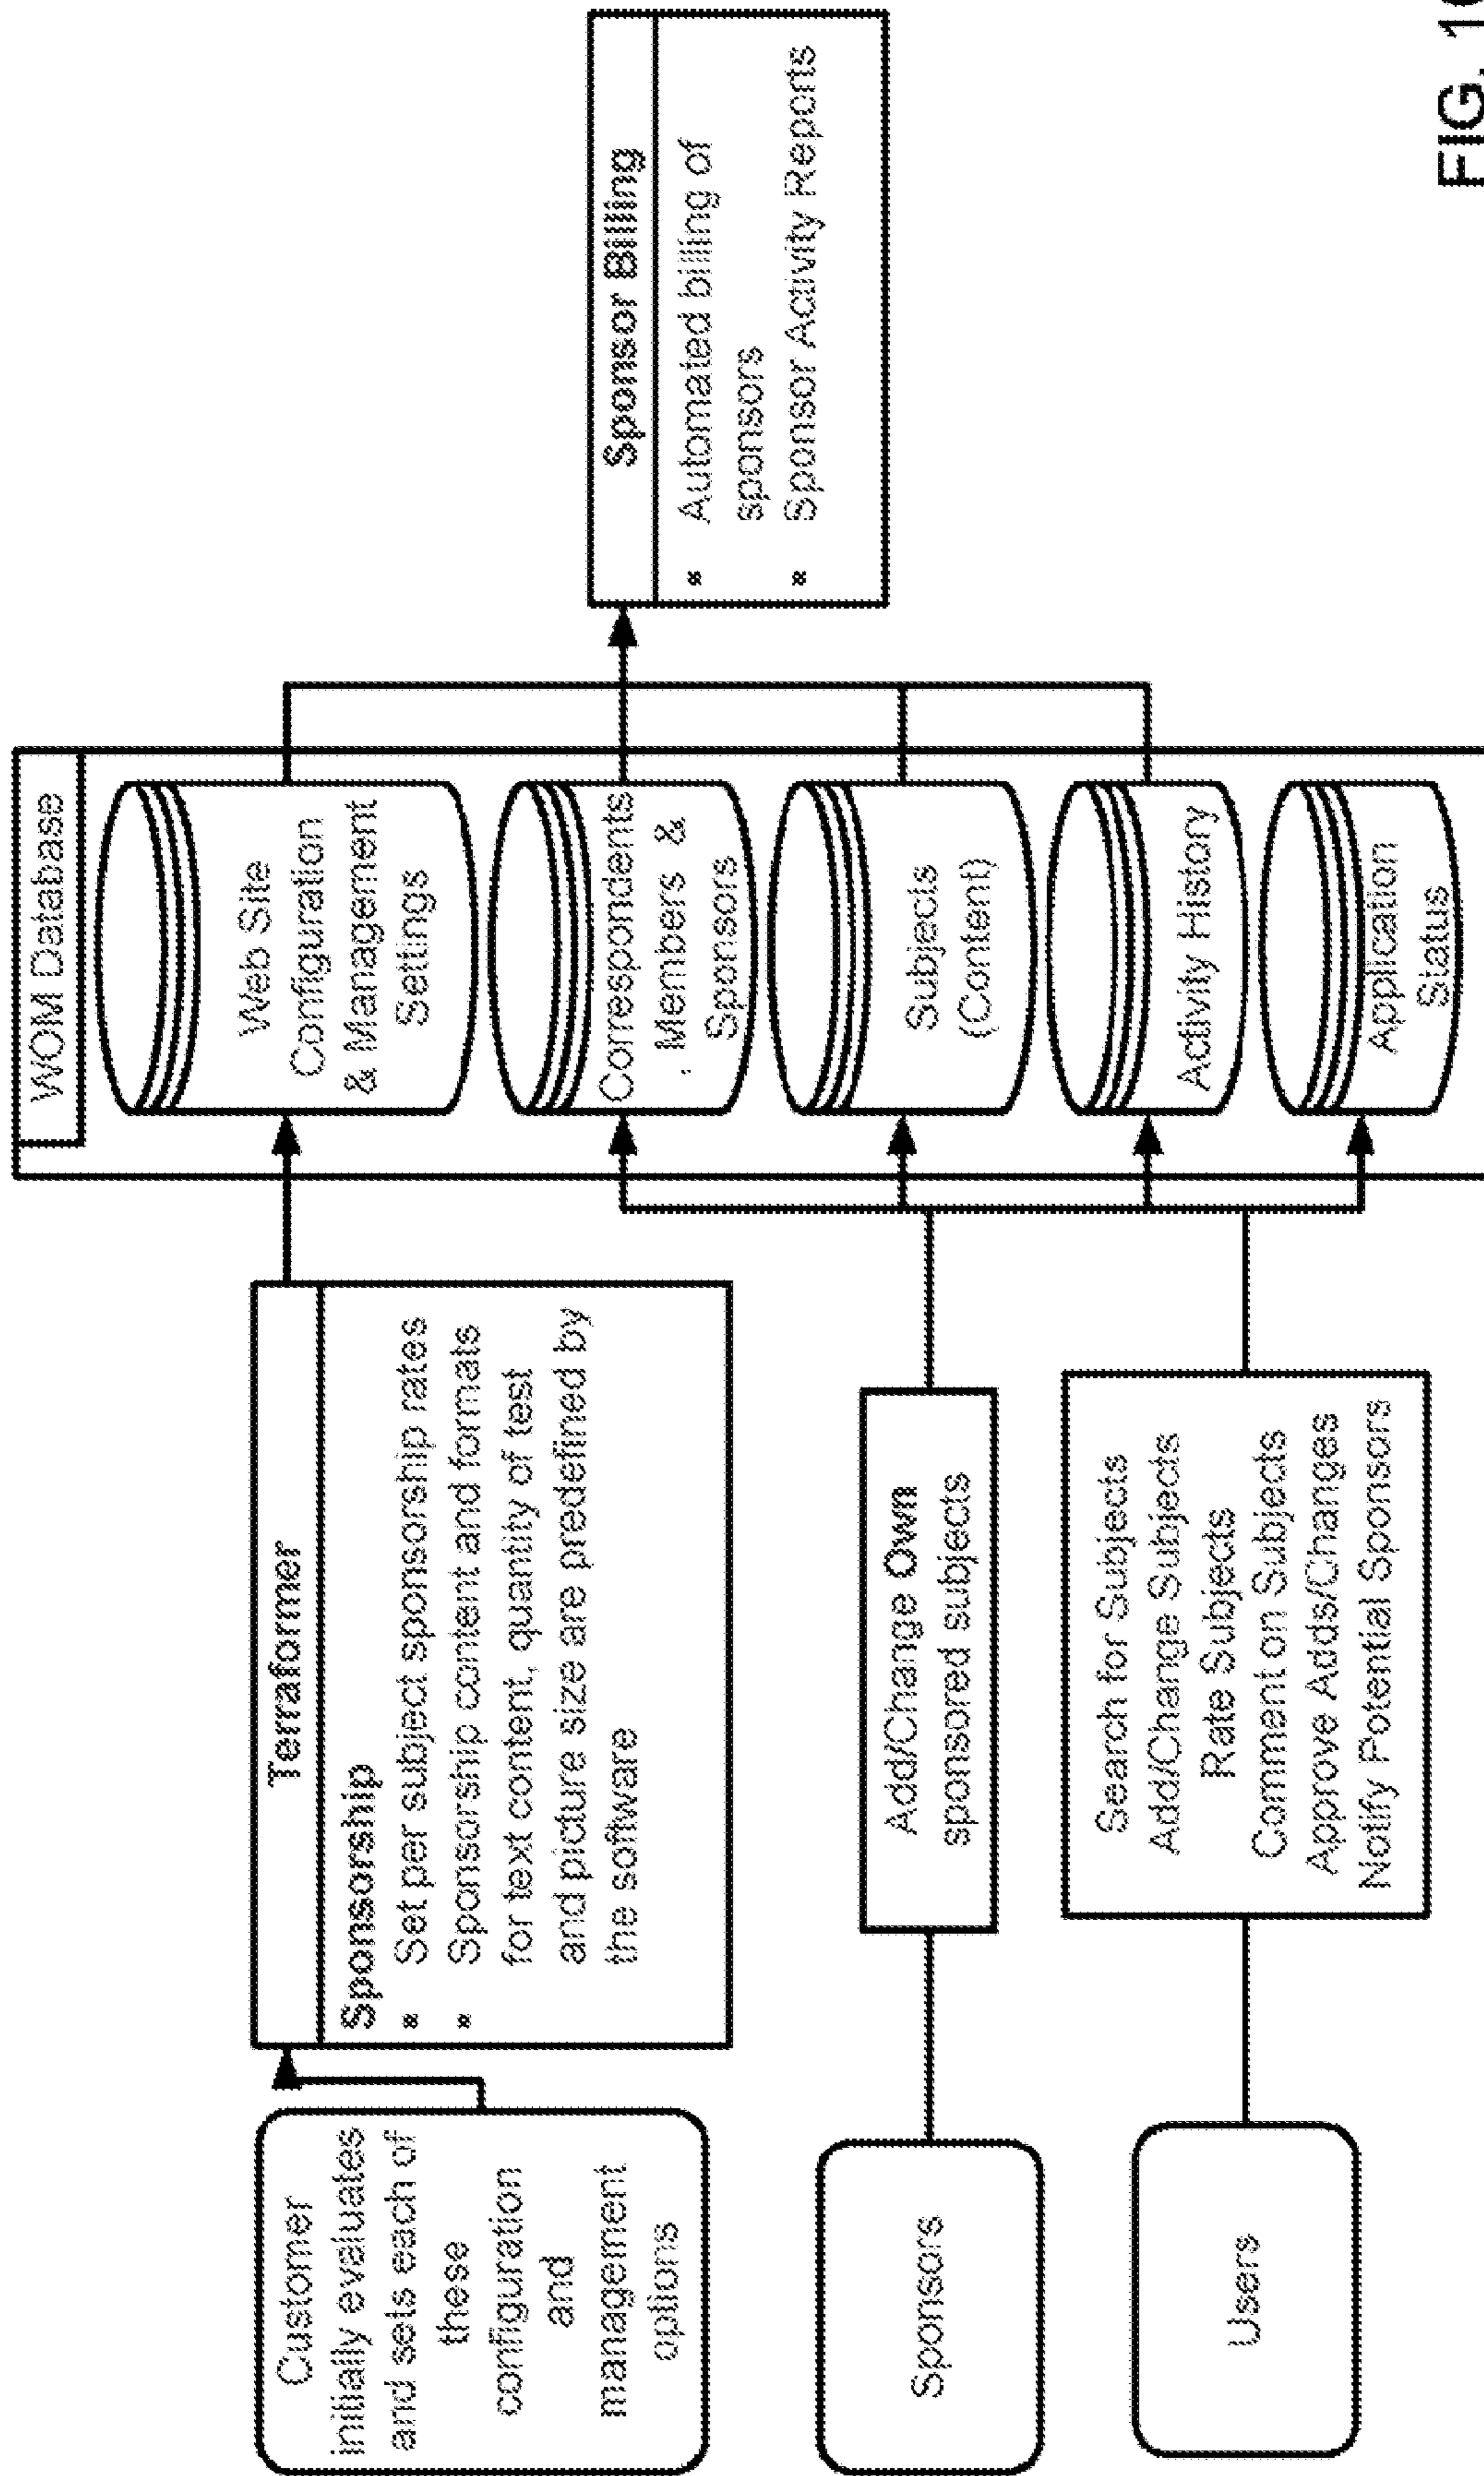 Customer
initially evaluates
and sets each of
these
configuration
and
management
options
Terraformer
Sponsorship
▪ Set per subject sponsorship rates
▪ Sponsorship content and formats
for text content, quantity of test
and picture size are predefined by
the software
Sponsors
Add/Change Own
sponsored subjects
Users
Search for Subjects
Add/Change Subjects
Rate Subjects
Comment on Subjects
Approve Adds/Changes
Notify Potential Sponsors
WOM Database
Web Site
Configuration
& Management
Settings
Correspondents
, Members &
Sponsors
Subjects
(Content)
Activity History
Application
Status
Sponsor Billing
▪ Automated billing of
sponsors
▪ Sponsor Activity Reports
FIG.